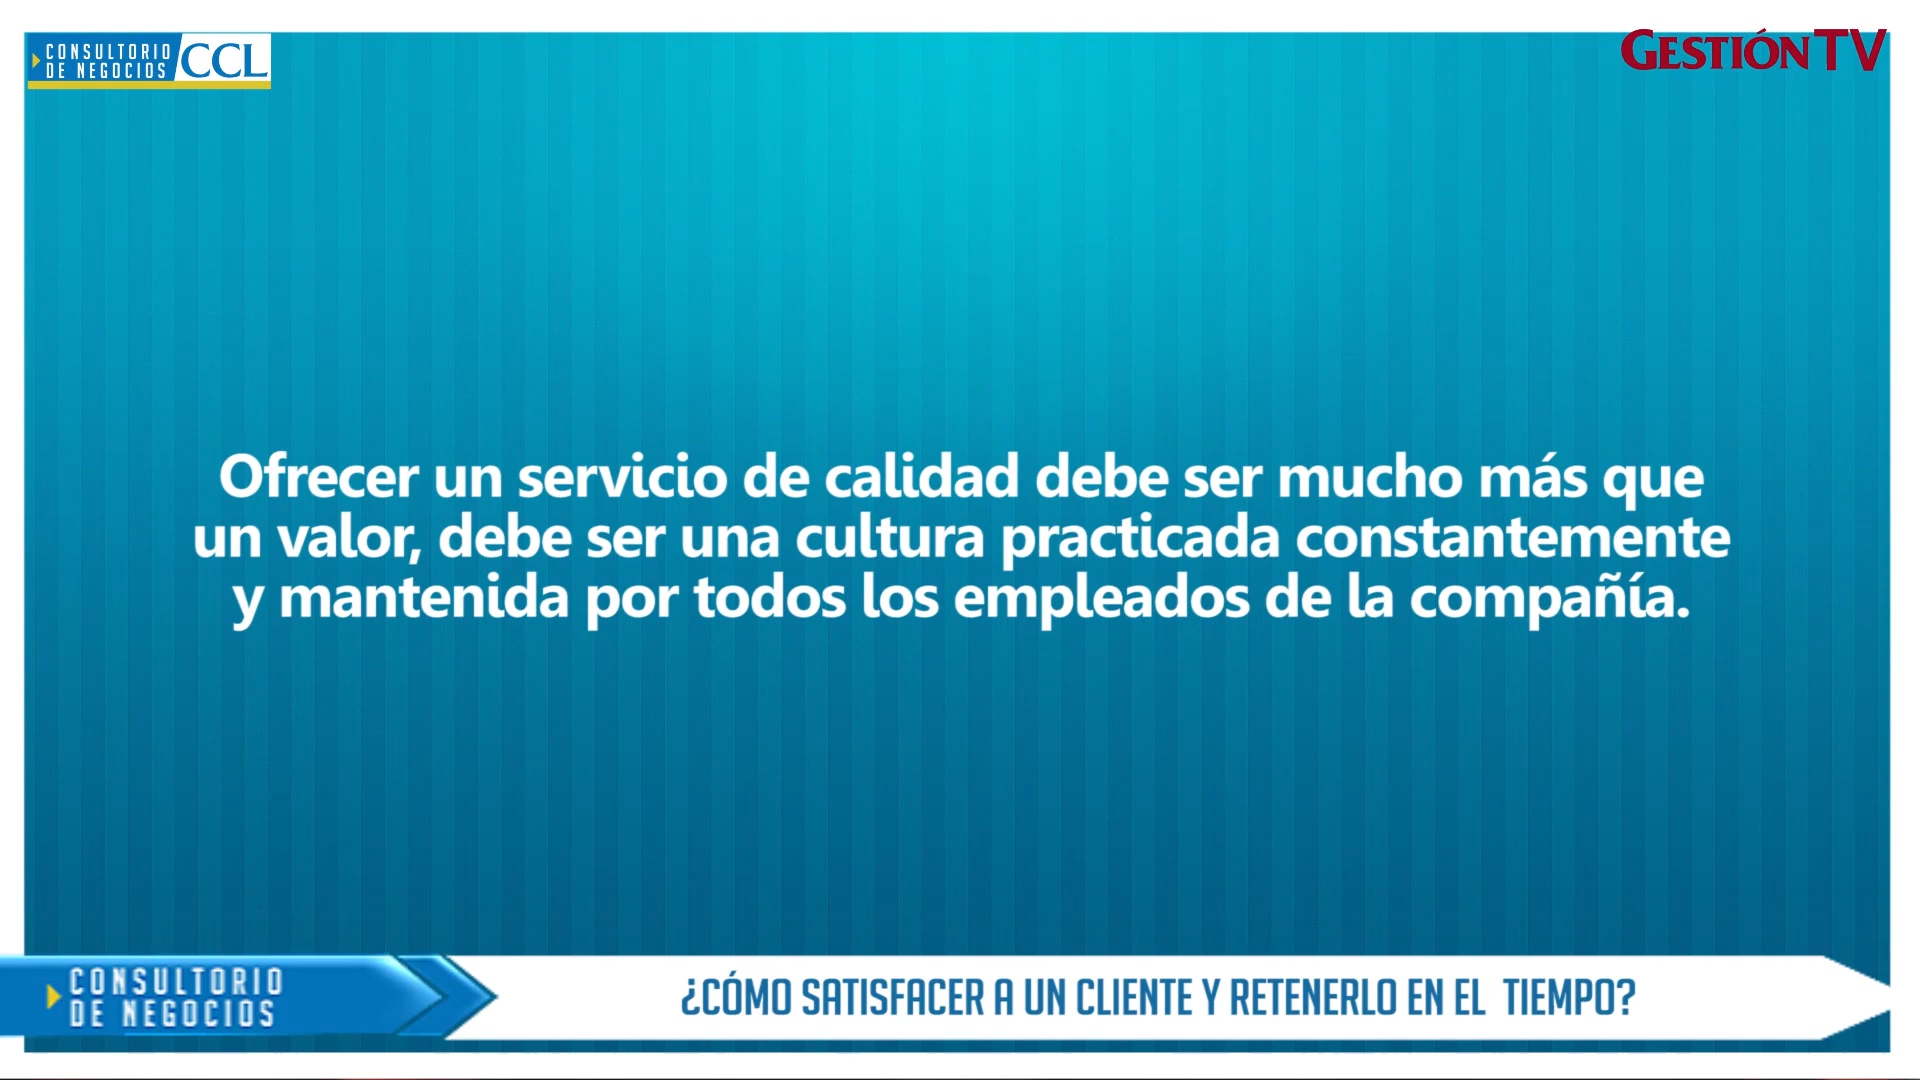 CONSULTORIO
DE NEGOCIOS
CCL
GESTIÓN TV
Ofrecer un servicio de calidad debe ser mucho más que
un valor, debe ser una cultura practicada constantemente
y mantenida por todos los empleados de la compañía.
CONSULTORIO
DE NEGOCIOS
¿CÓMO SATISFACER A UN CLIENTE Y RETENERLO EN EL TIEMPO?